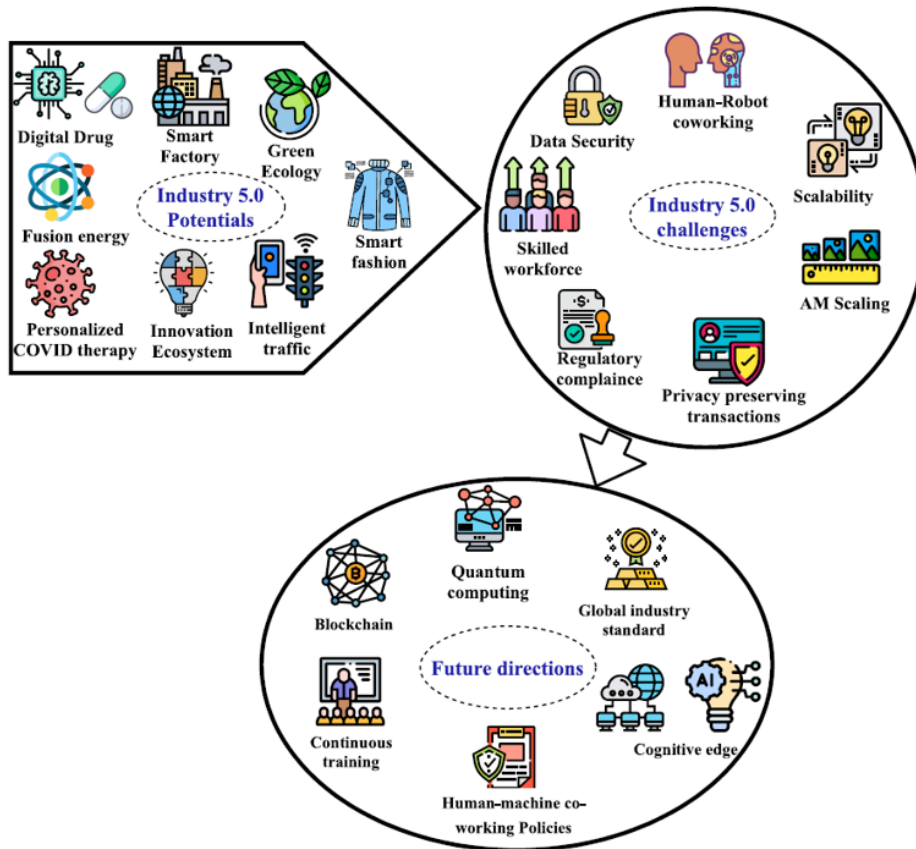 Digital Drug
Smart
Factory
Green
Ecology
Fusion energy
Industry 5.0
Potentials
Smart
fashion
Personalized
COVID therapy
Innovation
Ecosystem
Intelligent
traffic
Human-Robot
coworking
Data Security
Scalability
Industry 5.0
challenges
Skilled
workforce
AM Scaling
Regulatory
complaince
Privacy preserving
transactions
Quantum
computing
Blockchain
Global industry
standard
Future directions
AI
Continuous
training
Cognitive edge
Human-machine co-
working Policies